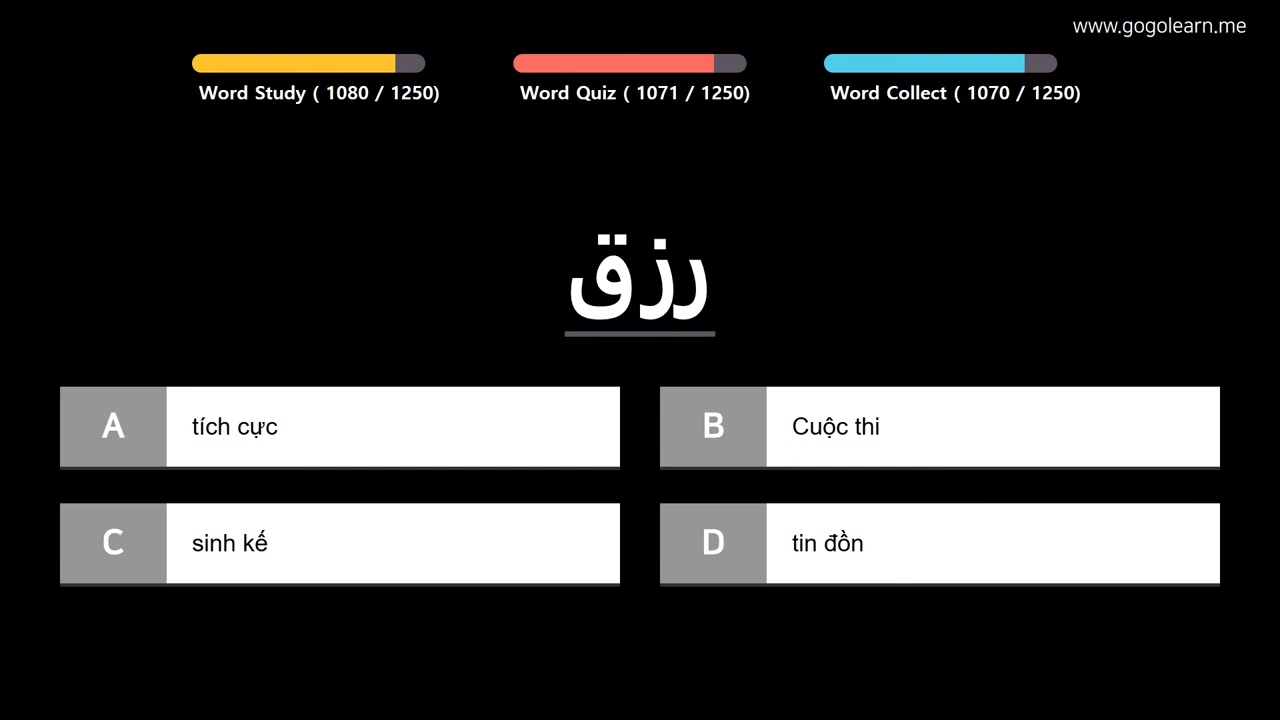 www.gogolearn.me
Word Study ( 1080 / 1250)
Word Quiz ( 1071 / 1250)
Word Collect ( 1070 / 1250)
رزق
A tích cực
B Cuộc thi
C sinh kế
D tin đồn